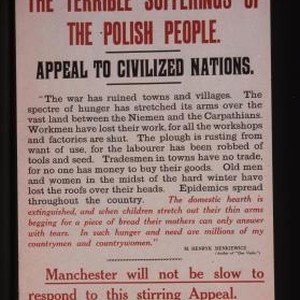 THE TERRIBLE SUFFERINGS OF
THE POLISH PEOPLE.
APPEAL TO CIVILIZED NATIONS.
"The war has ruined towns and villages. The
spectre of hunger has stretched its arms over the
vast land between the Niemen and the Carpathians.
Workmen have lost their work, for all the workshops
and factories are shut. The plough is rusting from
want of use, for the labourer has been robbed of
tools and seed. Tradesmen in towns have no trade,
for no one has money to buy their goods. Old men
and women in the midst of the hard winter have
lost the roofs over their heads. Epidemics spread
throughout the country. The domestic hearth is
extinguished, and when children stretch out their thin arms
begging for a piece of bread their mothers can only answer
with tears. In such hunger and need are millions of my
countrymen and countrywomen."
M. HENRYK SIENKIEWICZ
(Author of "Quo Vadis")
Manchester will not be slow to
respond to this stirring Appeal.